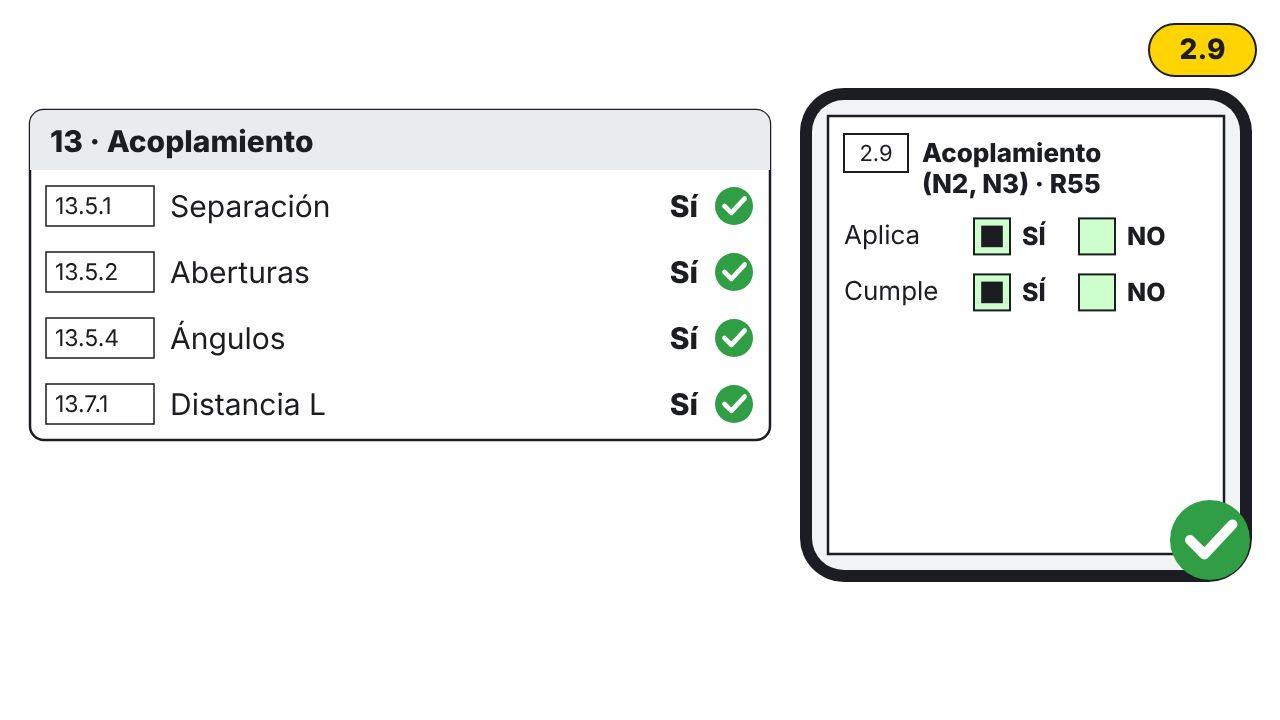 2.9
13 · Acoplamiento
13.5.1 Separación Sí
13.5.2 Aberturas Sí
13.5.4 Ángulos Sí
13.7.1 Distancia L Sí
2.9 Acoplamiento
(N2, N3) · R55
Aplica SÍ NO
Cumple SÍ NO